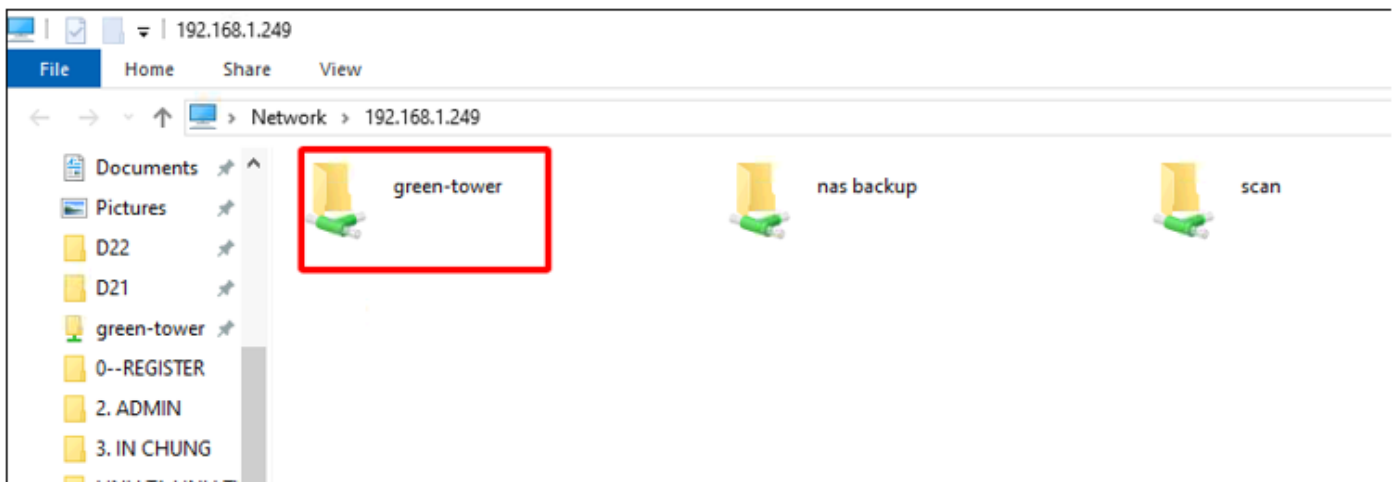 192.168.1.249
File Home Share View
Network > 192.168.1.249
Documents
Pictures
D22
D21
green-tower
0--REGISTER
2. ADMIN
3. IN CHUNG
green-tower
nas backup
scan